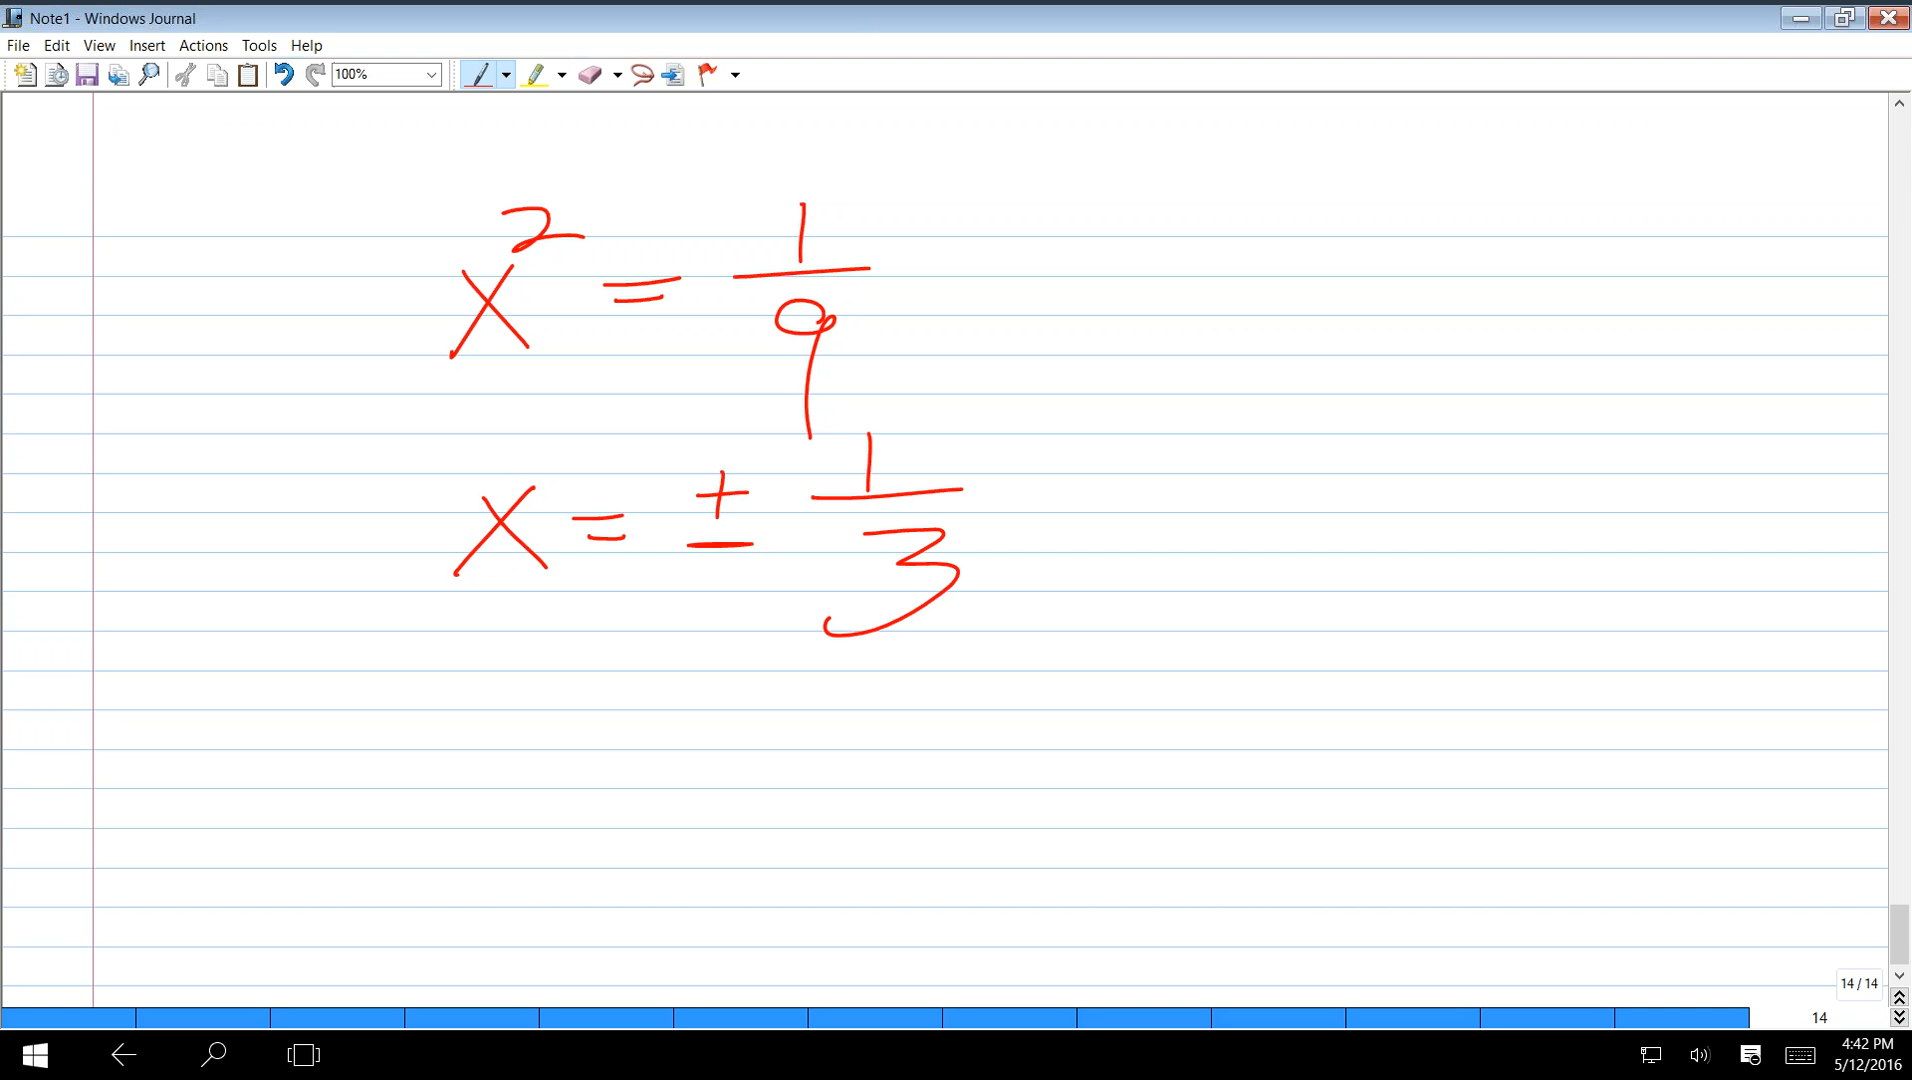 Note1 - Windows Journal
File Edit View Insert Actions Tools Help
100%
x² = 1/9
x = ± 1/3
14 / 14
14
4:42 PM
5/12/2016